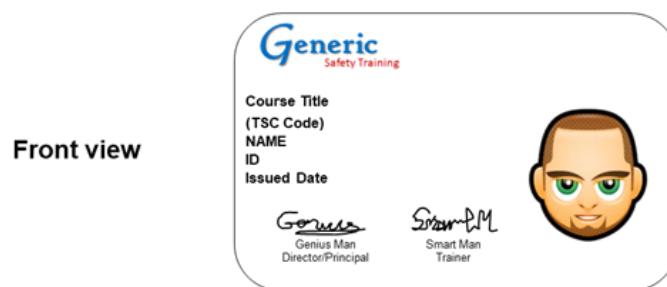 Generic
Safety Training
Course Title
(TSC Code)
NAME
ID
Issued Date
Front view
Genius Man
Director/Principal
Smart Man
Trainer